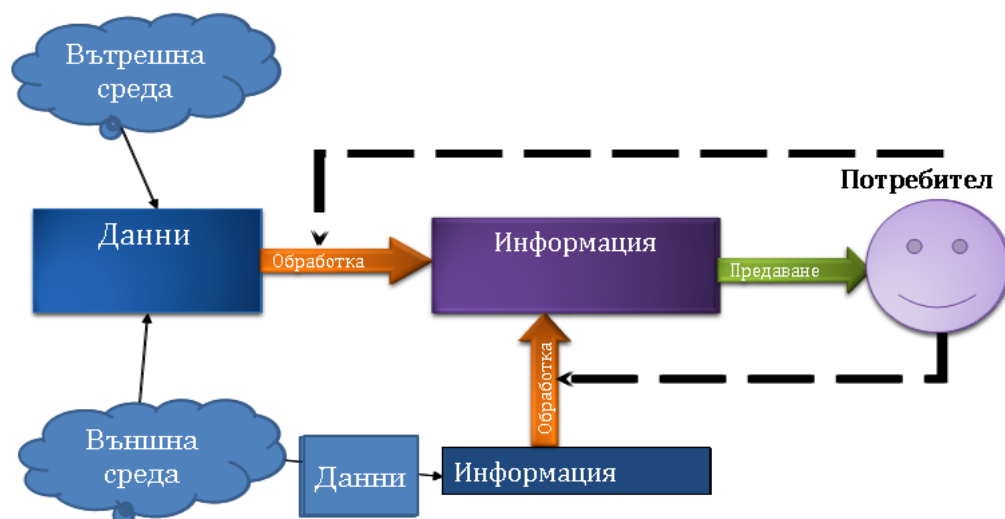 Вътрешна
среда
Потребител
Данни
Обработка
Информация
Предаване
Обработка
Външна
среда
Данни
Информация